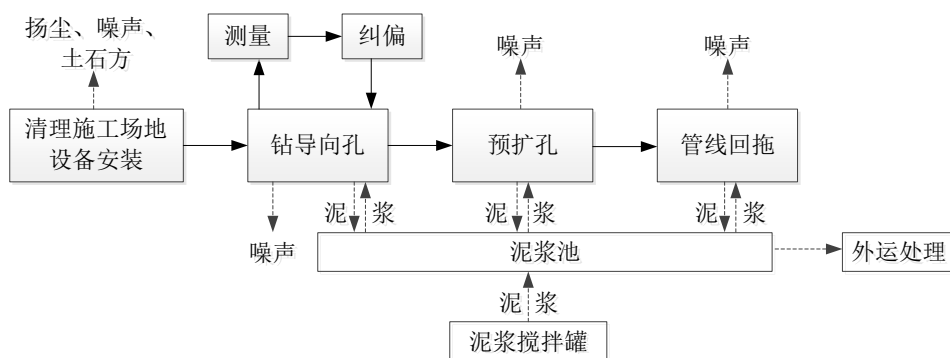 扬尘、噪声、
土石方
测量
纠偏
噪声
噪声
清理施工场地
设备安装
钻导向孔
预扩孔
管线回拖
泥 浆
泥 浆
泥 浆
噪声
泥浆池
外运处理
泥 浆
泥浆搅拌罐